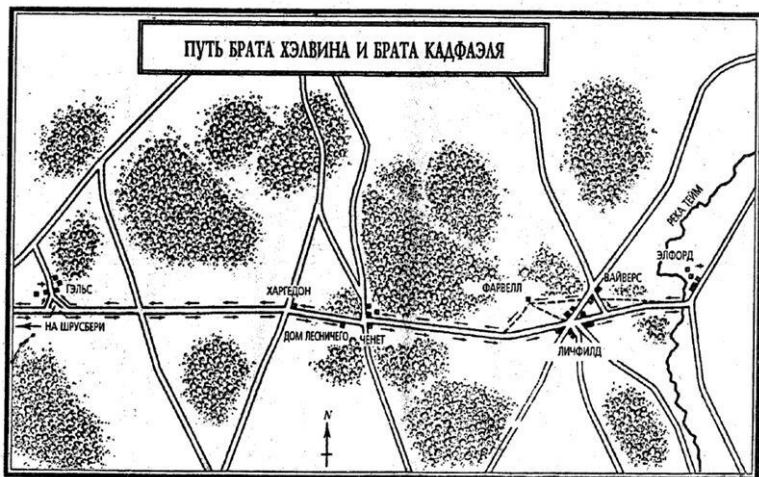 ПУТЬ БРАТА ХЭЛВИНА И БРАТА КАДФАЭЛЯ
РЕКА ТЕЙМ
ЭЛФОРД
ВАЙВЕРС
ГЭЛЬС
ФАРВЕЛЛ
ХАРГЕДОН
НА ШРУСБЕРИ
ДОМ ЛЕСНИЧЕГО
ЧЕНЕТ
ЛИЧФИЛД
N